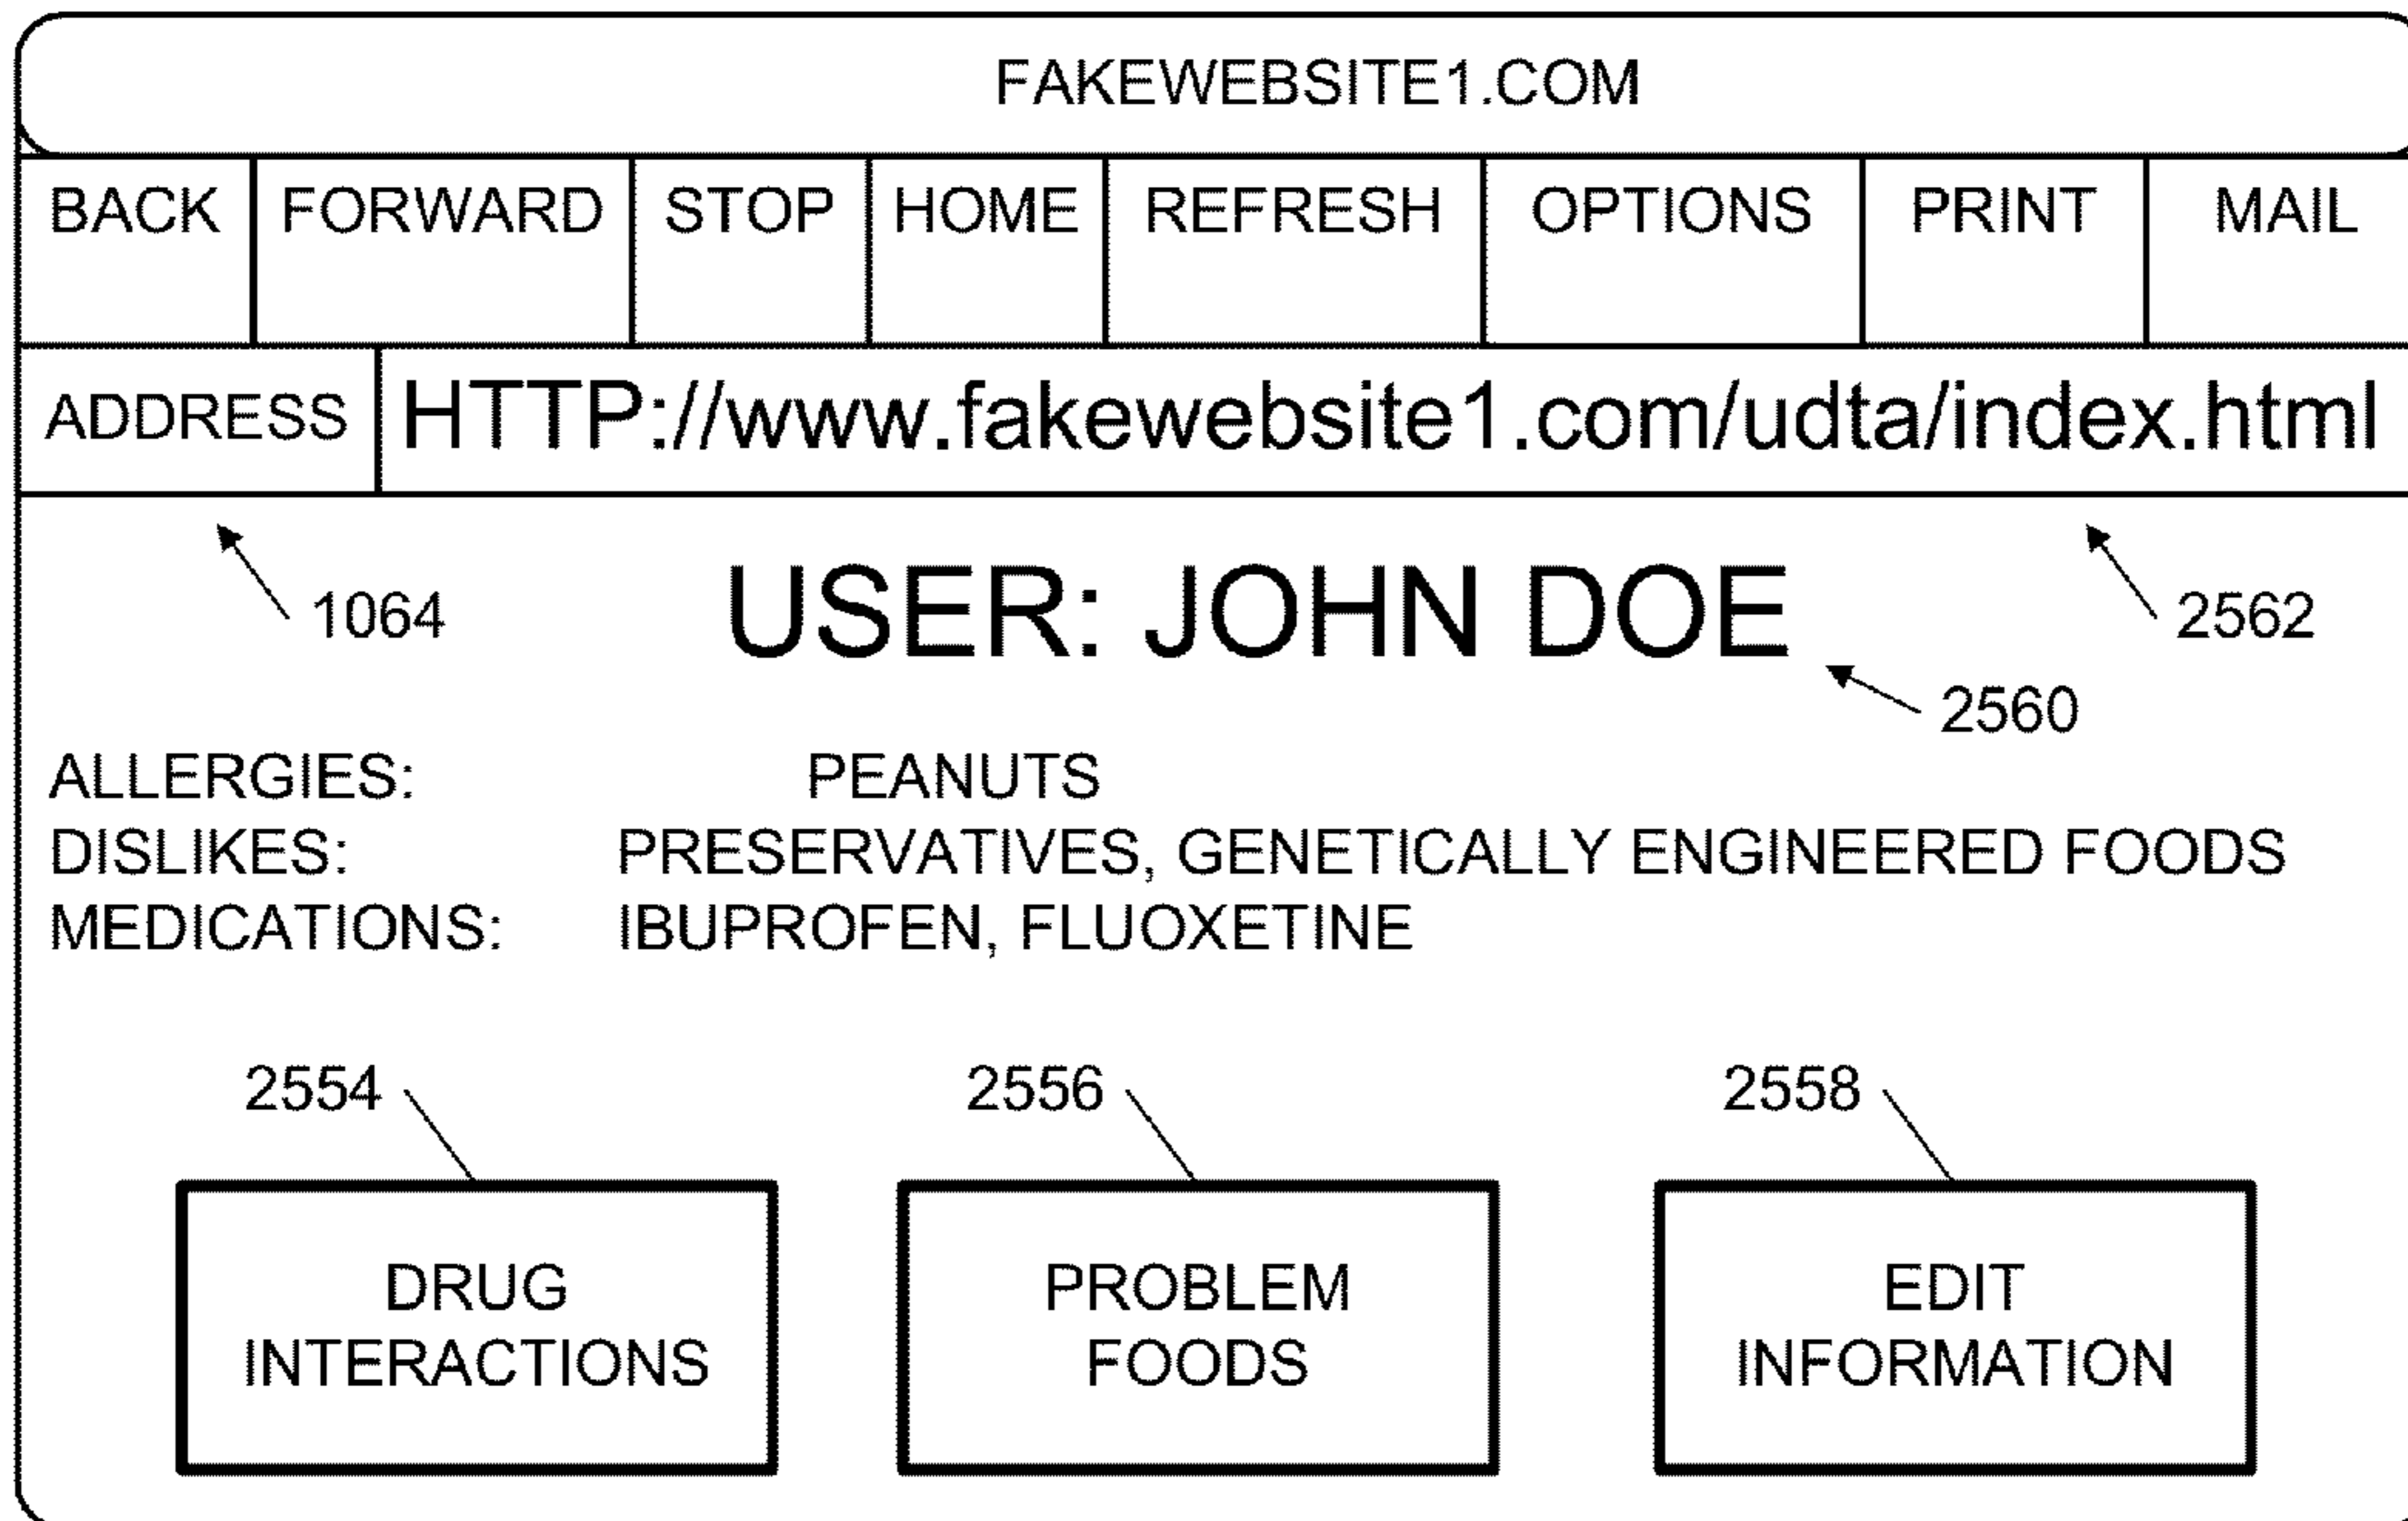 FAKEWEBSITE1.COM
BACK FORWARD STOP HOME REFRESH OPTIONS PRINT MAIL
ADDRESS HTTP://www.fakewebsite1.com/udta/index.html
1064 USER: JOHN DOE 2562
2560
ALLERGIES: PEANUTS
DISLIKES: PRESERVATIVES, GENETICALLY ENGINEERED FOODS
MEDICATIONS: IBUPROFEN, FLUOXETINE
2554 2556 2558
DRUG PROBLEM EDIT
INTERACTIONS FOODS INFORMATION